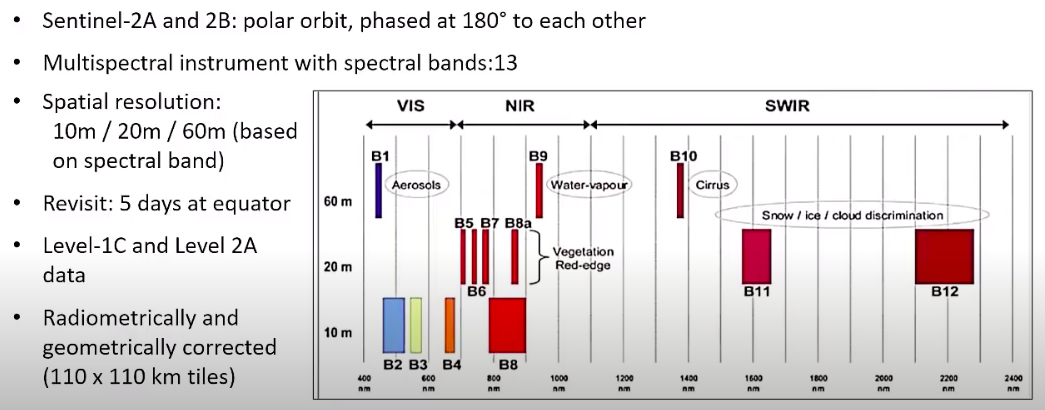 • Sentinel-2A and 2B: polar orbit, phased at 180° to each other
• Multispectral instrument with spectral bands:13
• Spatial resolution:
10m / 20m / 60m (based
on spectral band)
• Revisit: 5 days at equator
• Level-1C and Level 2A
data
• Radiometrically and
geometrically corrected
(110 x 110 km tiles)
VIS NIR SWIR
B1 B9 B10
Aerosols Water-vapour Cirrus
60 m
Snow / ice / cloud discrimination
B5 B7 B8a
Vegetation
Red-edge
20 m
B6 B11 B12
10 m
B2 B3 B4 B8
400 600 800 1000 1200 1400 1600 1800 2000 2200 2400
nm nm nm nm nm nm nm nm nm nm nm